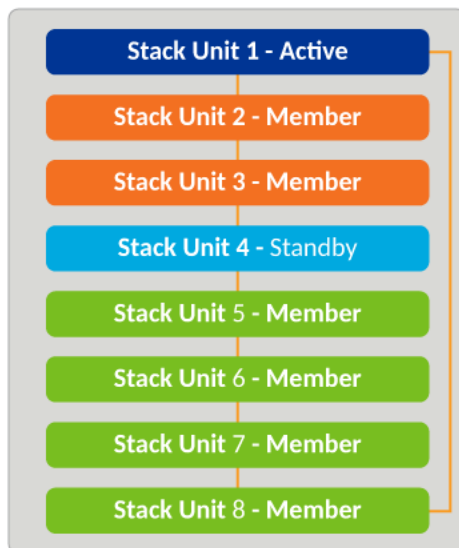 Stack Unit 1 - Active
Stack Unit 2 - Member
Stack Unit 3 - Member
Stack Unit 4 - Standby
Stack Unit 5 - Member
Stack Unit 6 - Member
Stack Unit 7 - Member
Stack Unit 8 - Member